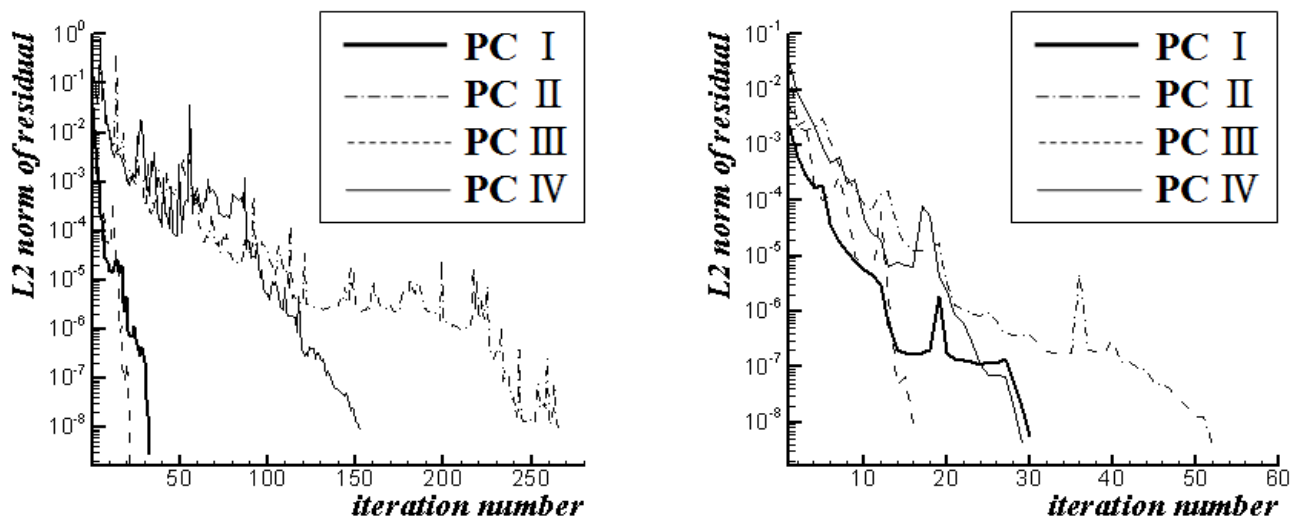 L2 norm of residual
10^0
10^-1
10^-2
10^-3
10^-4
10^-5
10^-6
10^-7
10^-8
50
100
150
200
250
iteration number
PC Ⅰ
PC Ⅱ
PC Ⅲ
PC Ⅳ
L2 norm of residual
10^-1
10^-2
10^-3
10^-4
10^-5
10^-6
10^-7
10^-8
10
20
30
40
50
60
iteration number
PC Ⅰ
PC Ⅱ
PC Ⅲ
PC Ⅳ